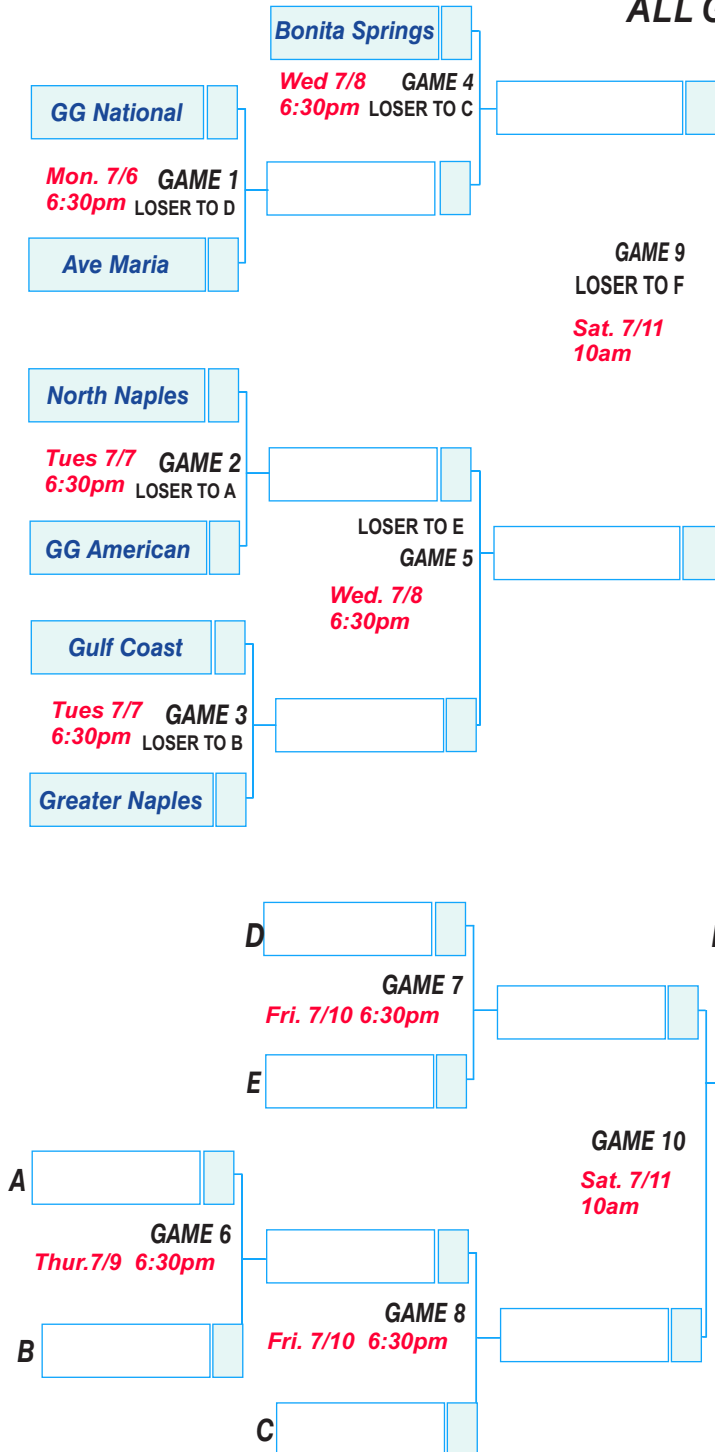 ALL
Bonita Springs
Wed 7/8 GAME 4
6:30pm LOSER TO C
GG National
Mon. 7/6 GAME 1
6:30pm LOSER TO D
Ave Maria
GAME 9
LOSER TO F
Sat. 7/11
10am
North Naples
Tues 7/7 GAME 2
6:30pm LOSER TO A
GG American
LOSER TO E
GAME 5
Wed. 7/8
6:30pm
Gulf Coast
Tues 7/7 GAME 3
6:30pm LOSER TO B
Greater Naples
D
GAME 7
Fri. 7/10 6:30pm
E
GAME 10
Sat. 7/11
10am
A
GAME 6
Thur.7/9 6:30pm
B
GAME 8
Fri. 7/10 6:30pm
C